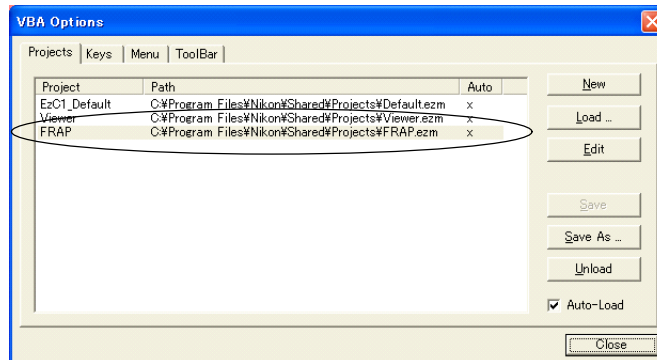 VBA Options
Projects Keys Menu ToolBar
Project Path Auto
EzC1_Default C:¥Program Files¥Nikon¥Shared¥Projects¥Default.ezm x
Viewer C:¥Program Files¥Nikon¥Shared¥Projects¥Viewer.ezm x
FRAP C:¥Program Files¥Nikon¥Shared¥Projects¥FRAP.ezm x
New
Load ...
Edit
Save
Save As ...
Unload
Auto-Load
Close